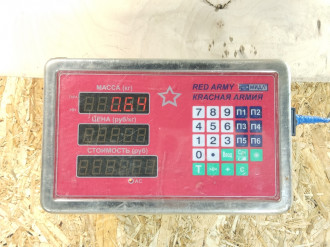 МАССА (кг)
0.64
ЦЕНА (руб/кг)
СТОИМОСТЬ (руб)
AC
RED ARMY
КРАСНАЯ АРМИЯ
7 8 9 П1 П2
4 5 6 П3 П4
1 2 3 П5 П6
0 •
T C